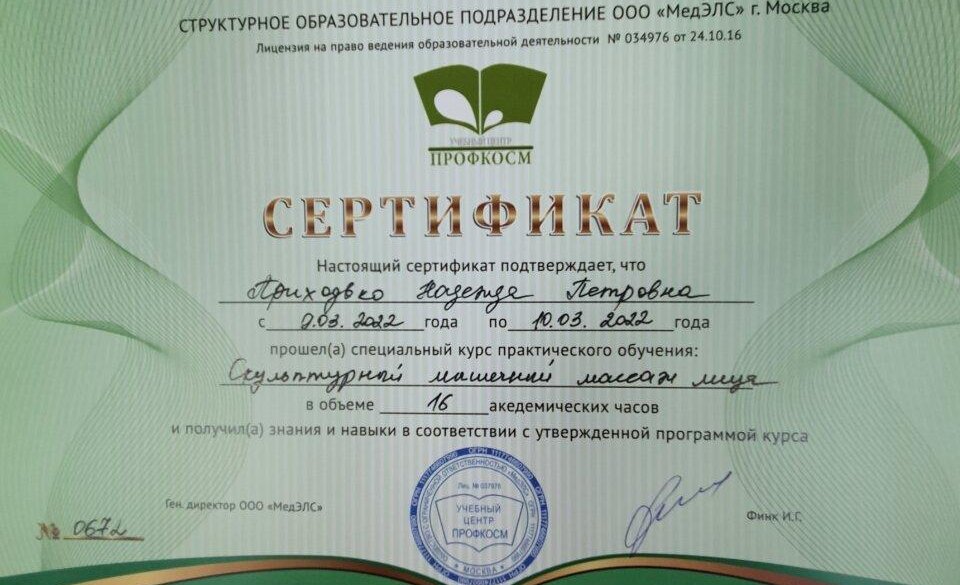 СТРУКТУРНОЕ ОБРАЗОВАТЕЛЬНОЕ ПОДРАЗДЕЛЕНИЕ ООО «МедЭЛС» г. Москва
Лицензия на право ведения образовательной деятельности № 034976 от 24.10.16
УЧЕБНЫЙ ЦЕНТР
ПРОФКОСМ
СЕРТИФИКАТ
Настоящий сертификат подтверждает, что
Приходько Надежда Петровна
с 9.03. 2022 года по 10.03. 2022 года
прошел(а) специальный курс практического обучения:
Скульптурный мышечный массаж лица
в объеме 16 акедемических часов
и получил(а) знания и навыки в соответствии с утвержденной программой курса
Ген. директор ООО «МедЭЛС»
Финк И.Г.
№ 0672
УЧЕБНЫЙ
ЦЕНТР
ПРОФКОСМ
МОСКВА